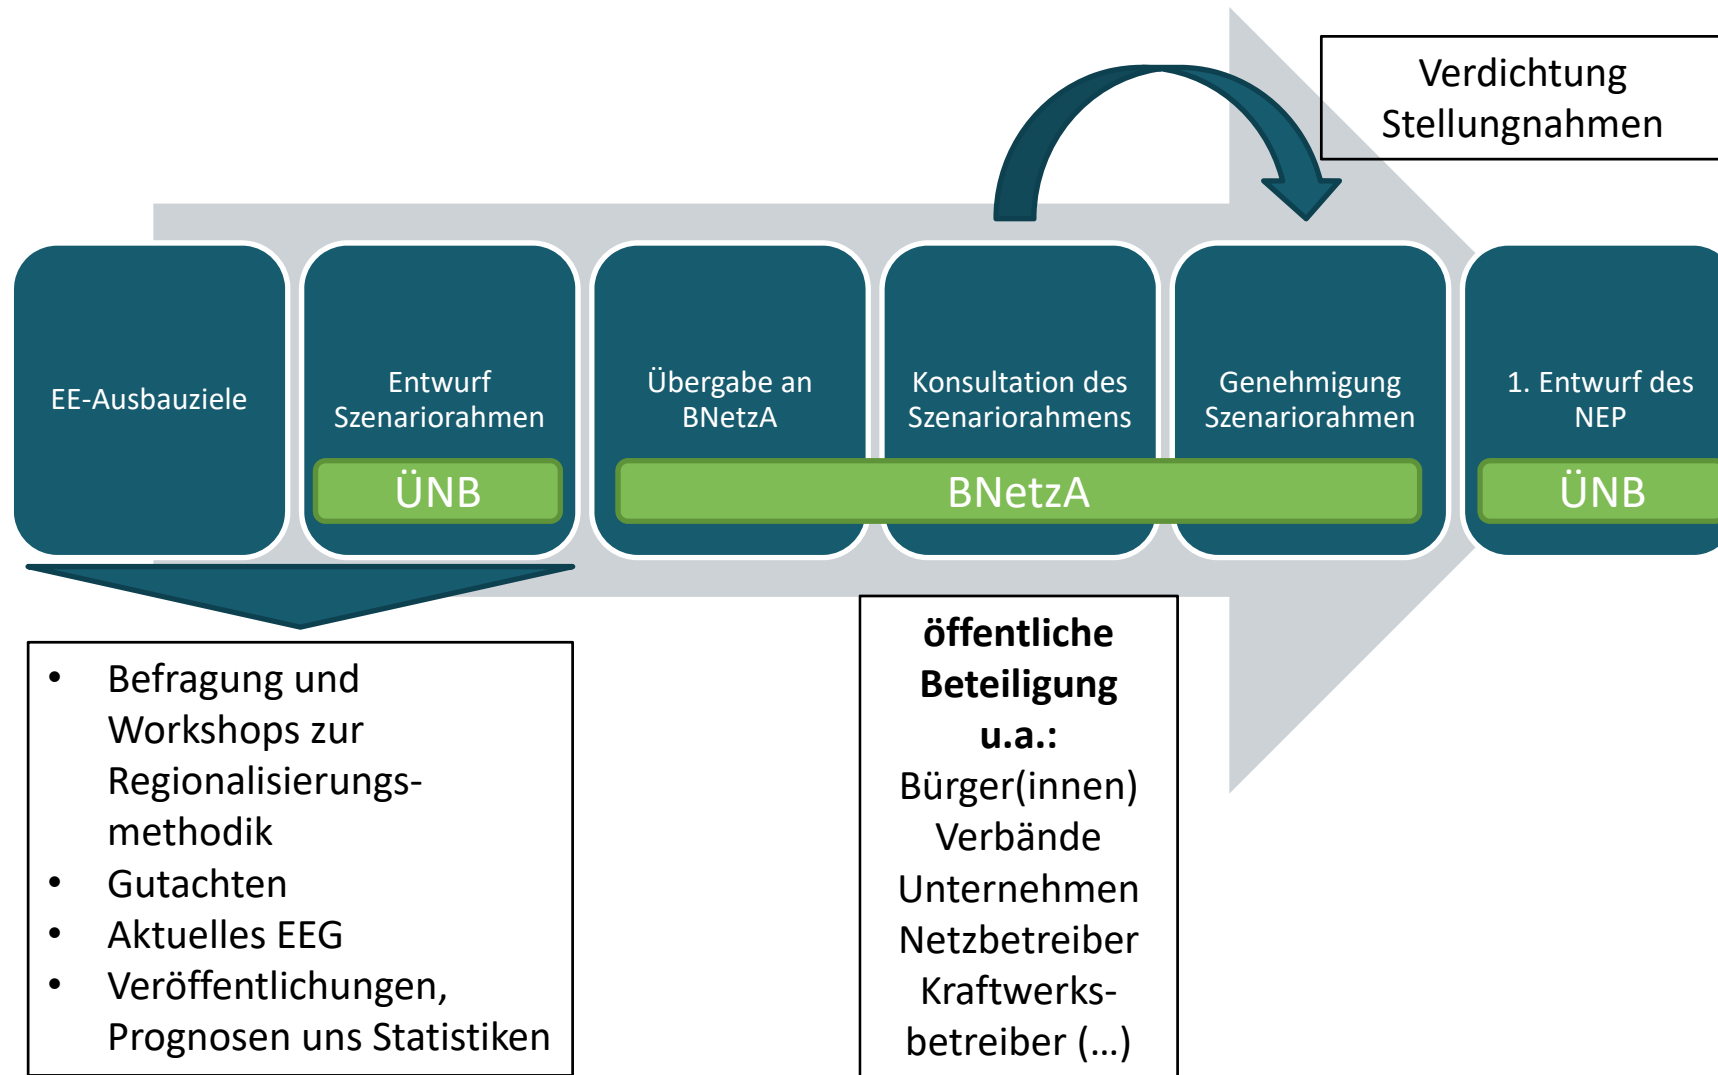 Verdichtung
Stellungnahmen
EE-Ausbauziele
Entwurf
Szenariorahmen
ÜNB
Übergabe an
BNetzA
Konsultation des
Szenariorahmens
Genehmigung
Szenariorahmen
BNetzA
1. Entwurf des
NEP
ÜNB
• Befragung und
Workshops zur
Regionalisierungs-
methodik
• Gutachten
• Aktuelles EEG
• Veröffentlichungen,
Prognosen uns Statistiken
öffentliche
Beteiligung
u.a.:
Bürger(innen)
Verbände
Unternehmen
Netzbetreiber
Kraftwerks-
betreiber (...)